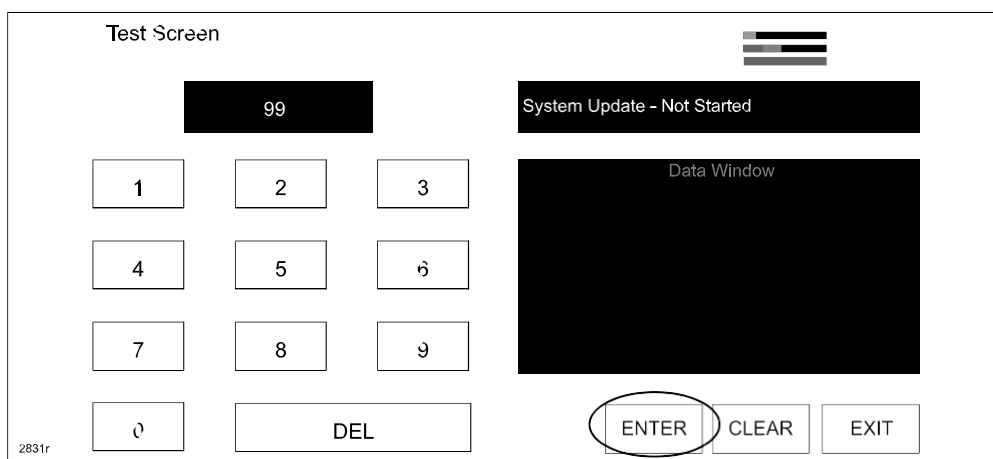 Test Screen
99
System Update - Not Started
Data Window
1 2 3
4 5 6
7 8 9
0 DEL
ENTER CLEAR EXIT
2831r